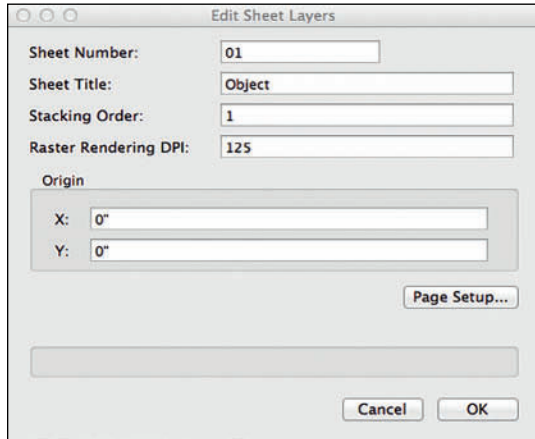 Edit Sheet Layers
Sheet Number: 01
Sheet Title: Object
Stacking Order: 1
Raster Rendering DPI: 125
Origin
X: 0"
Y: 0"
Page Setup...
Cancel OK